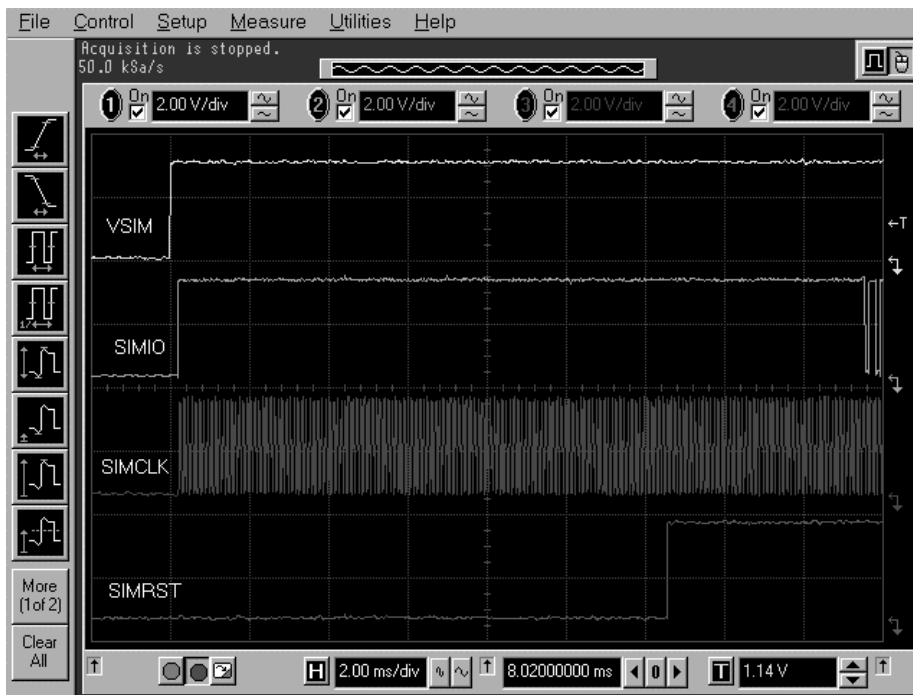 File Control Setup Measure Utilities Help
Acquisition is stopped.
50.0 kSa/s
1 On 2.00 V/div 2 On 2.00 V/div 3 On 2.00 V/div 4 On 2.00 V/div
VSIM
T
SIMIO
1/
SIMCLK
SIMRST
More
(1of 2)
Clear
All
H 2.00 ms/div 8.02000000 ms 0 T 1.14 V